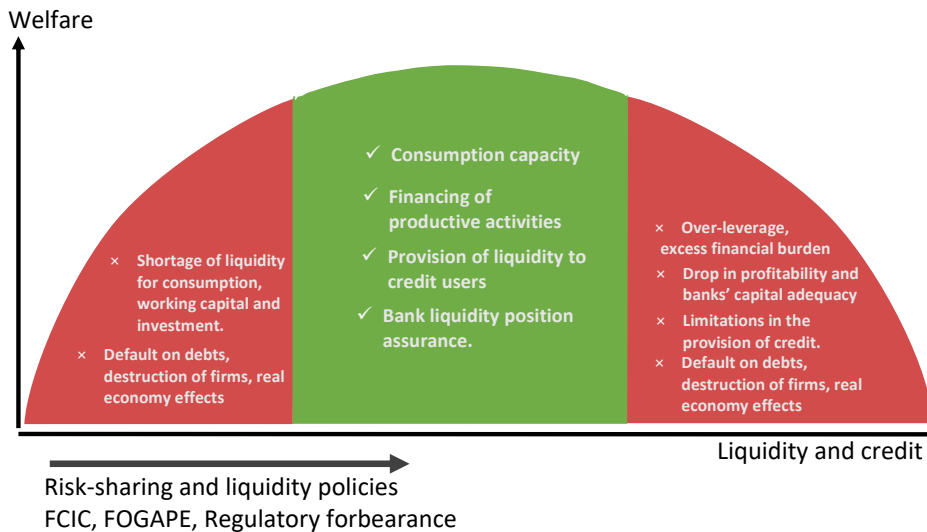 Welfare
✓ Consumption capacity
✓ Financing of
productive activities
✓ Provision of liquidity to
credit users
✓ Bank liquidity position
assurance.
× Shortage of liquidity
for consumption,
working capital and
investment.
× Default on debts,
destruction of firms, real
economy effects
× Over-leverage,
excess financial burden
× Drop in profitability and
banks’ capital adequacy
× Limitations in the
provision of credit.
× Default on debts,
destruction of firms, real
economy effects
Liquidity and credit
Risk-sharing and liquidity policies
FCIC, FOGAPE, Regulatory forbearance